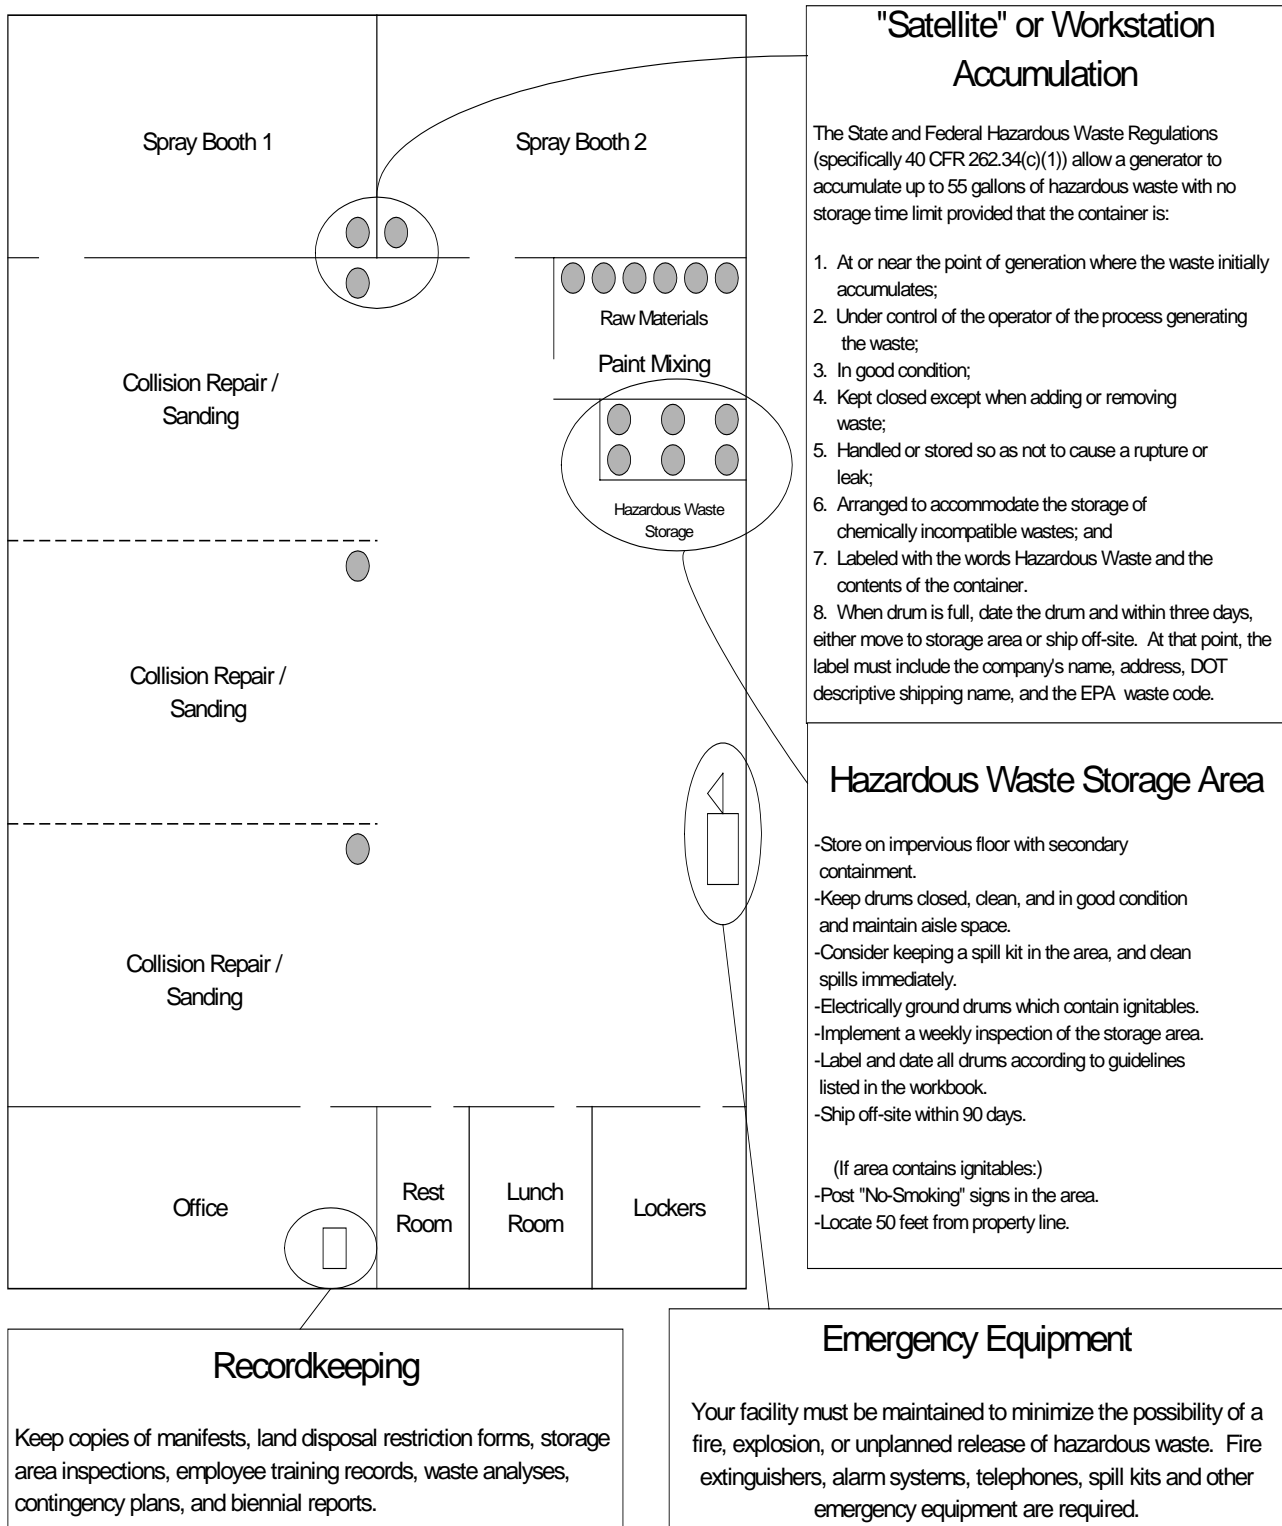 "Satellite" or Workstation
Accumulation
The State and Federal Hazardous Waste Regulations
(specifically 40 CFR 262.34(c)(1)) allow a generator to
accumulate up to 55 gallons of hazardous waste with no
storage time limit provided that the container is:
1. At or near the point of generation where the waste initially
accumulates;
2. Under control of the operator of the process generating
the waste;
3. In good condition;
4. Kept closed except when adding or removing
waste;
5. Handled or stored so as not to cause a rupture or
leak;
6. Arranged to accommodate the storage of
chemically incompatible wastes; and
7. Labeled with the words Hazardous Waste and the
contents of the container.
8. When drum is full, date the drum and within three days,
either move to storage area or ship off-site. At that point, the
label must include the company's name, address, DOT
descriptive shipping name, and the EPA waste code.
Spray Booth 1
Spray Booth 2
Raw Materials
Paint Mixing
Collision Repair /
Sanding
Hazardous Waste
Storage
Collision Repair /
Sanding
Collision Repair /
Sanding
Hazardous Waste Storage Area
-Store on impervious floor with secondary
containment.
-Keep drums closed, clean, and in good condition
and maintain aisle space.
-Consider keeping a spill kit in the area, and clean
spills immediately.
-Electrically ground drums which contain ignitables.
-Implement a weekly inspection of the storage area.
-Label and date all drums according to guidelines
listed in the workbook.
-Ship off-site within 90 days.
(If area contains ignitables:)
-Post "No-Smoking" signs in the area.
-Locate 50 feet from property line.
Office
Rest
Room
Lunch
Room
Lockers
Recordkeeping
Keep copies of manifests, land disposal restriction forms, storage
area inspections, employee training records, waste analyses,
contingency plans, and biennial reports.
Emergency Equipment
Your facility must be maintained to minimize the possibility of a
fire, explosion, or unplanned release of hazardous waste. Fire
extinguishers, alarm systems, telephones, spill kits and other
emergency equipment are required.